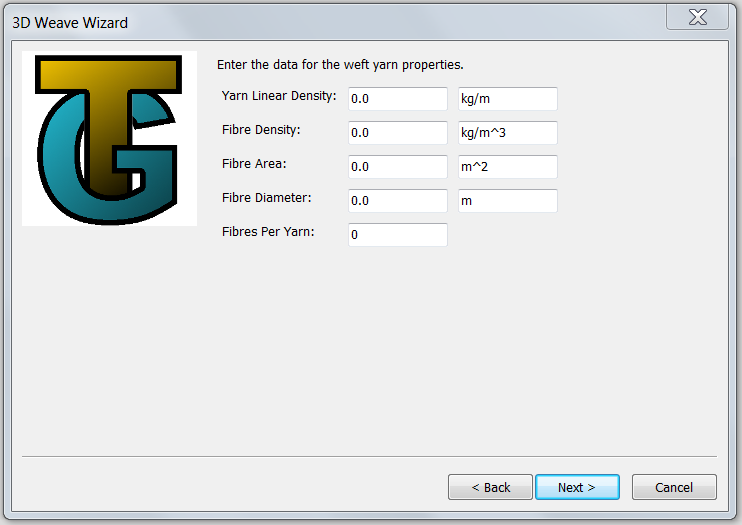 3D Weave Wizard
TG
Enter the data for the weft yarn properties.
Yarn Linear Density: 0.0 kg/m
Fibre Density: 0.0 kg/m^3
Fibre Area: 0.0 m^2
Fibre Diameter: 0.0 m
Fibres Per Yarn: 0
< Back Next > Cancel